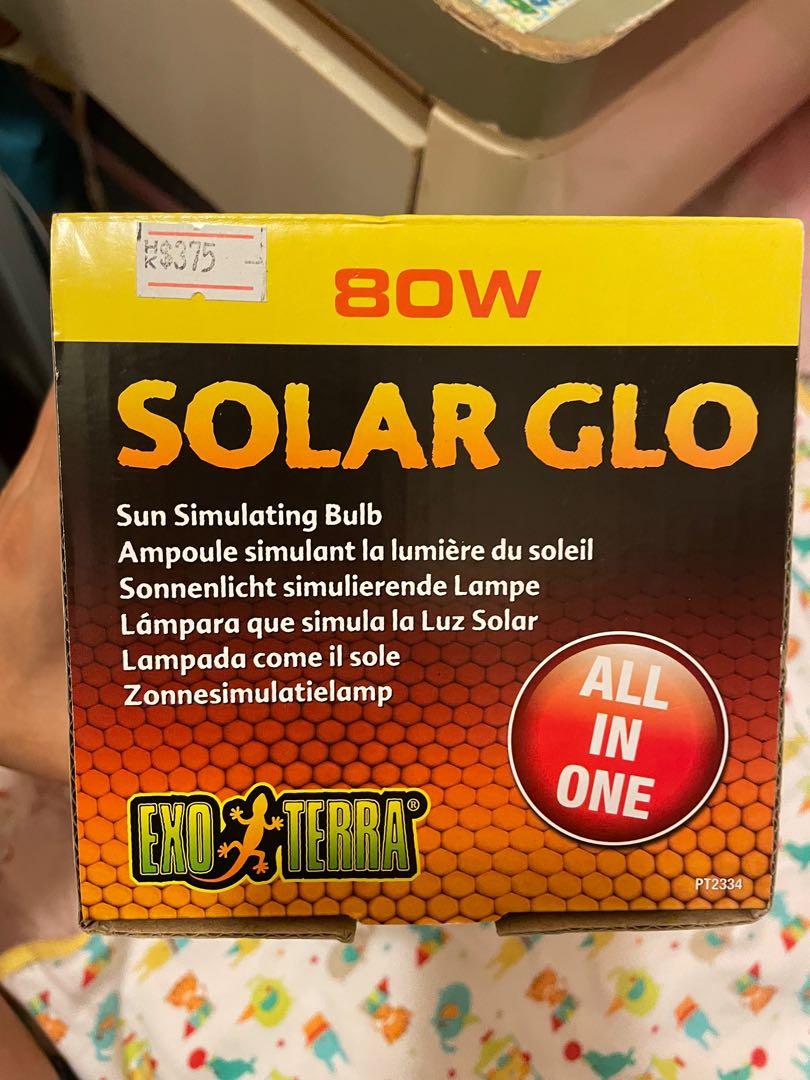 HK$375
80W
SOLAR GLO
Sun Simulating Bulb
Ampoule simulant la lumière du soleil
Sonnenlicht simulierende Lampe
Lámpara que simula la Luz Solar
Lampada come il sole
Zonnesimulatielamp
ALL
IN
ONE
EXO TERRA®
PT2334